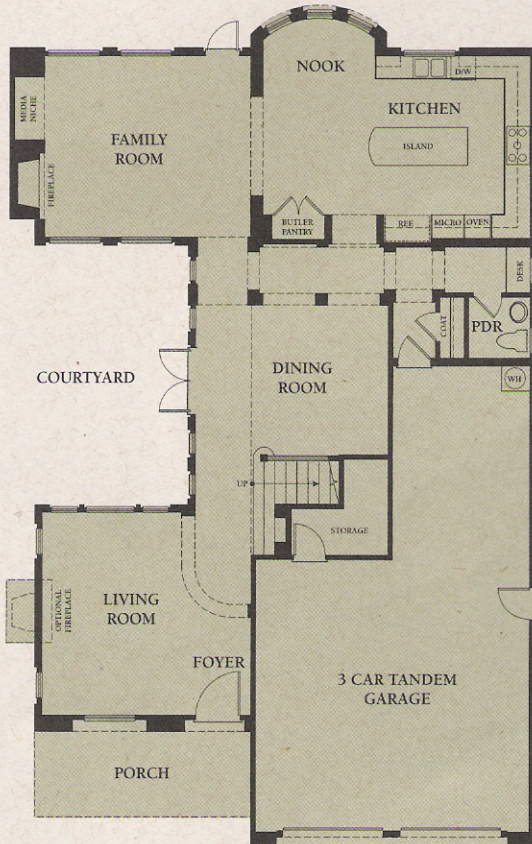 NOOK
D/W
KITCHEN
MEDIA
NICHE
FAMILY
ROOM
ISLAND
FIREPLACE
BUTLER
PANTRY
REF
MICRO
OVEN
DESK
COAT
PDR
COURTYARD
DINING
ROOM
WH
UP
STORAGE
LIVING
ROOM
OPTIONAL
FIREPLACE
FOYER
3 CAR TANDEM
GARAGE
PORCH